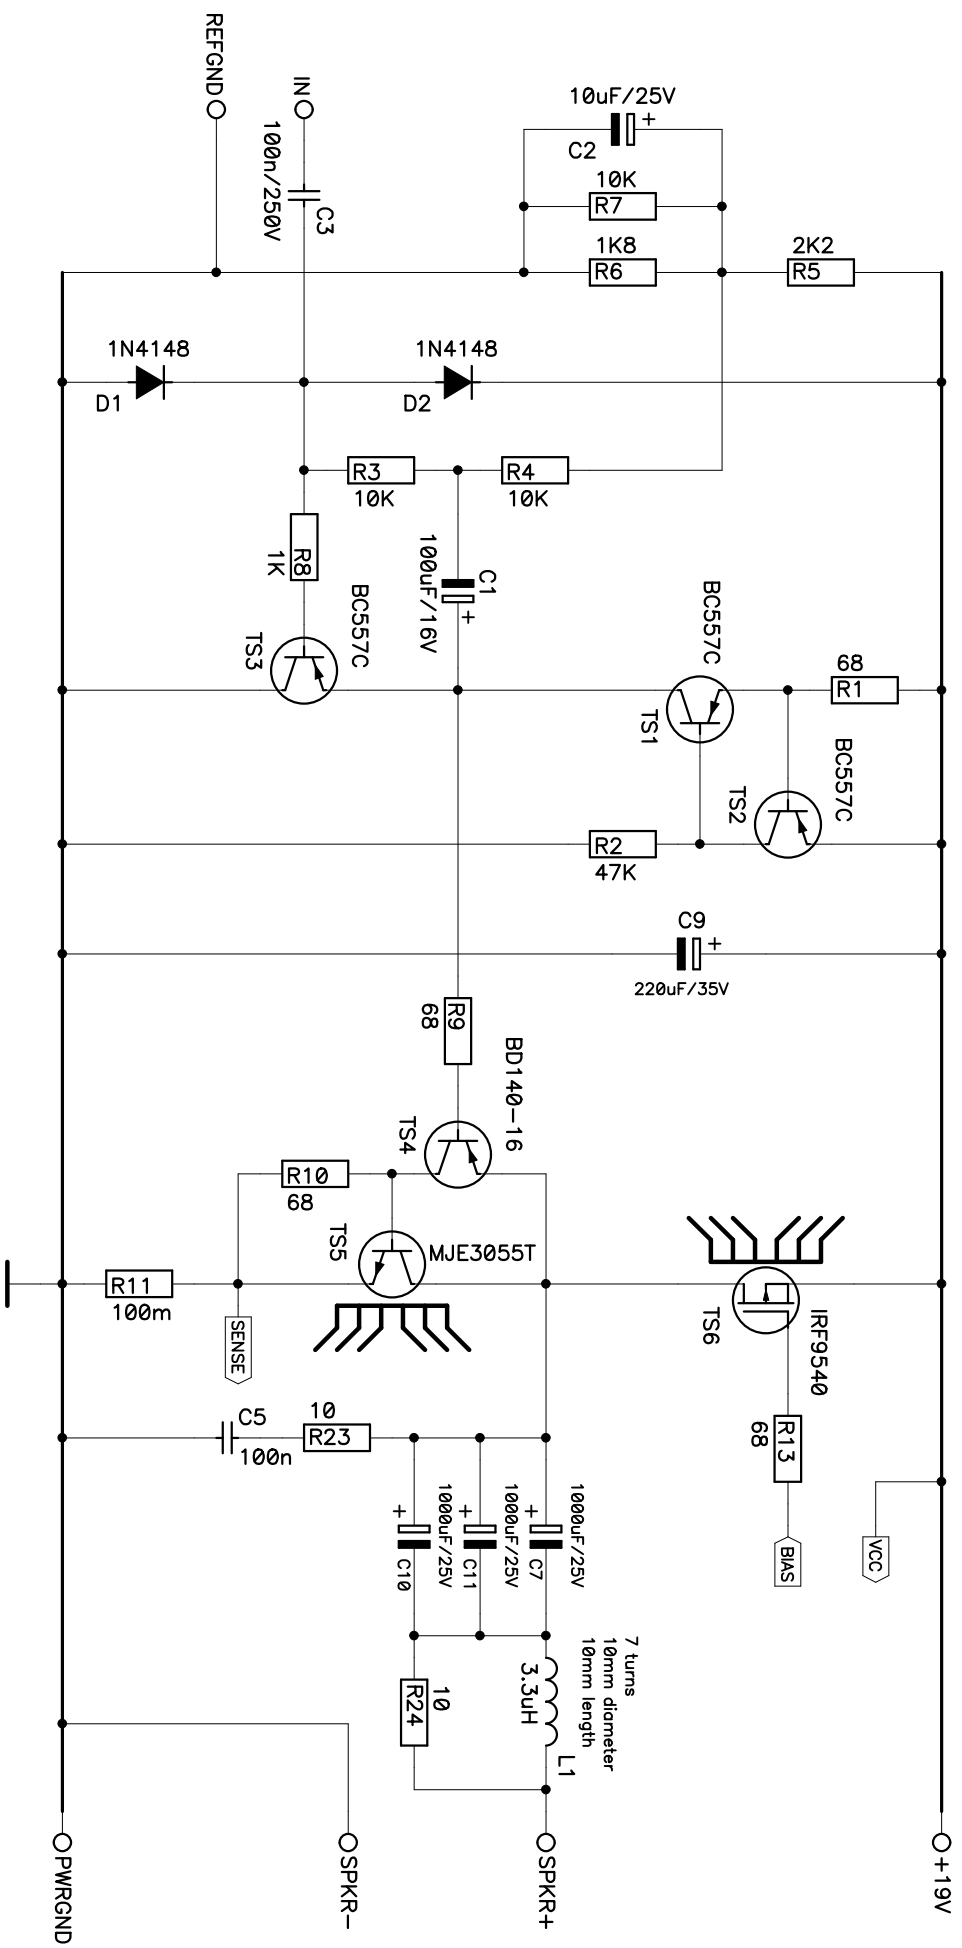 REFGND
IN
100n/250V
C3
10uF/25V
+
C2
10K
R7
1K8
R6
2K2
R5
1N4148
D1
1N4148
D2
R3
10K
R4
10K
R8
1K
C1
100uF/16V
+
BC557C
TS3
BC557C
TS1
68
R1
BC557C
TS2
R2
47K
C9
+
220uF/35V
R9
68
BD140-16
TS4
R10
68
TS5
MJE3055T
R11
100m
SENSE
TS6
IRF9540
R13
68
BIAS
VCC
C5
100n
10
R23
1000uF/25V
+
C10
1000uF/25V
+
C11
1000uF/25V
+
C7
7 turns
10mm diameter
10mm length
3.3uH
L1
10
R24
+19V
SPKR+
SPKR-
PWRGND